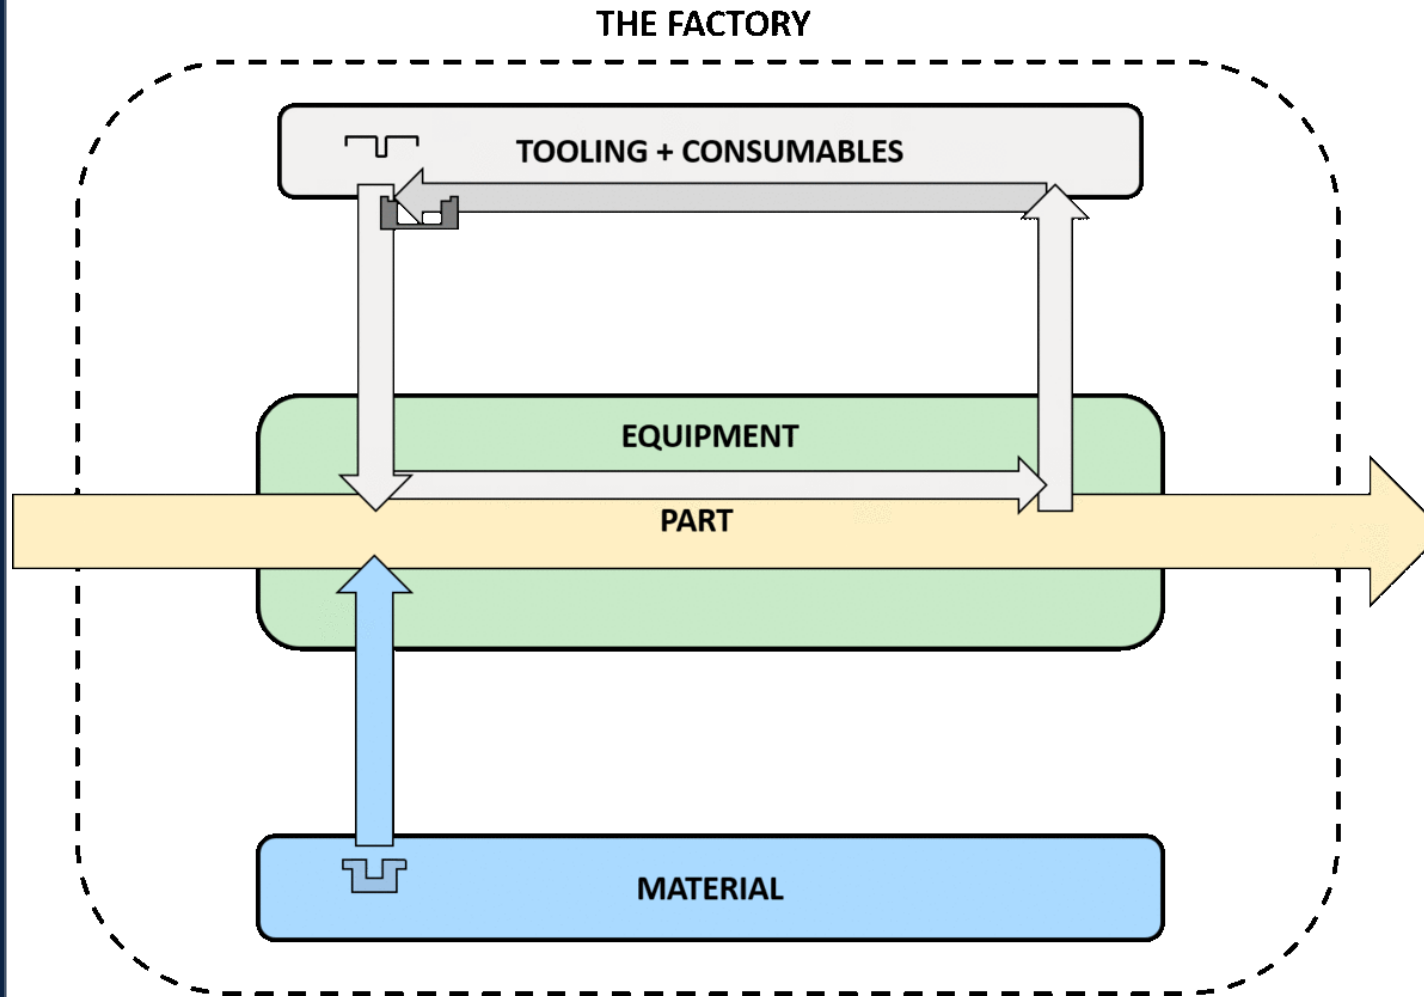 THE FACTORY
TOOLING + CONSUMABLES
EQUIPMENT
PART
MATERIAL